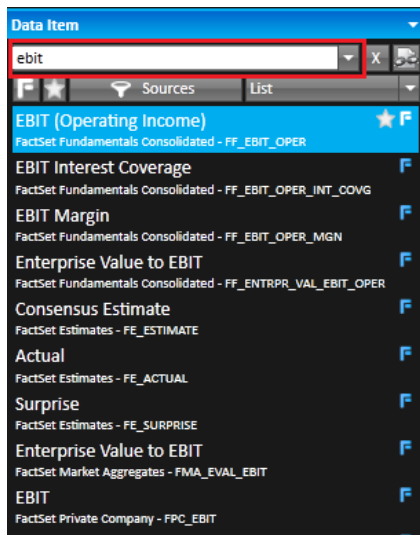 Data Item
ebit
X
F Sources List
EBIT (Operating Income) F
FactSet Fundamentals Consolidated - FF_EBIT_OPER
EBIT Interest Coverage F
FactSet Fundamentals Consolidated - FF_EBIT_OPER_INT_COVG
EBIT Margin F
FactSet Fundamentals Consolidated - FF_EBIT_OPER_MGN
Enterprise Value to EBIT F
FactSet Fundamentals Consolidated - FF_ENTRPR_VAL_EBIT_OPER
Consensus Estimate F
FactSet Estimates - FE_ESTIMATE
Actual F
FactSet Estimates - FE_ACTUAL
Surprise F
FactSet Estimates - FE_SURPRISE
Enterprise Value to EBIT F
FactSet Market Aggregates - FMA_EVAL_EBIT
EBIT F
FactSet Private Company - FPC_EBIT